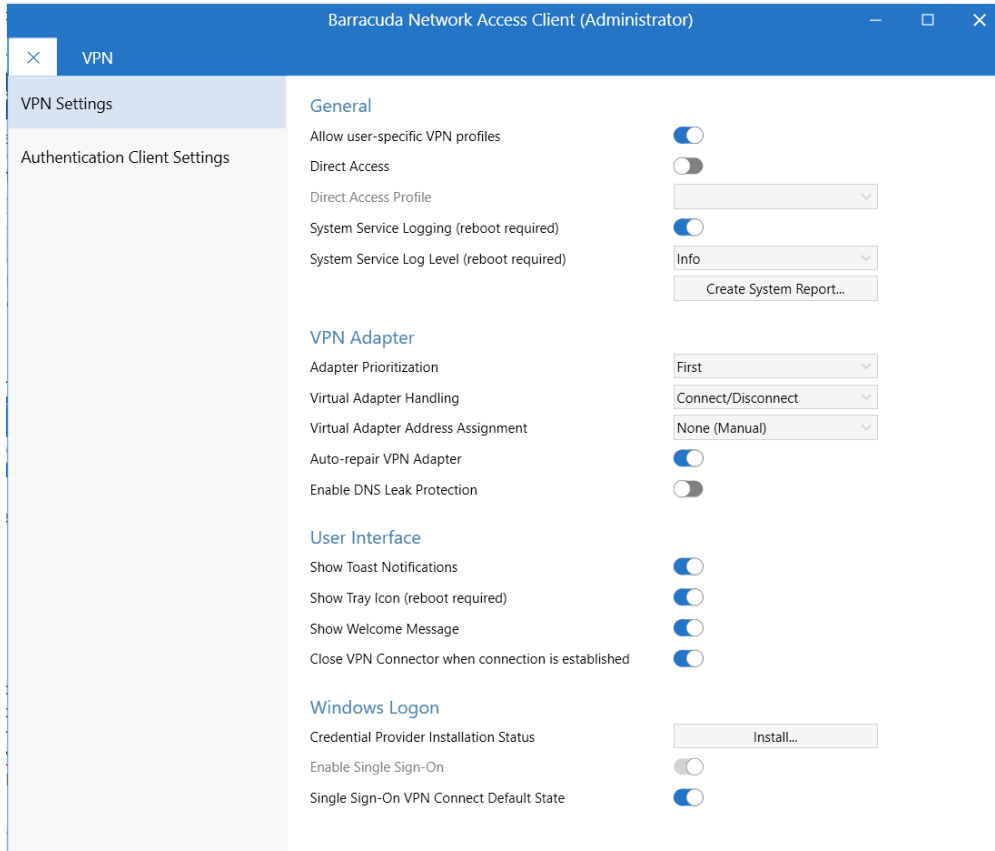 Barracuda Network Access Client (Administrator)
VPN
VPN Settings
Authentication Client Settings
General
Allow user-specific VPN profiles
Direct Access
Direct Access Profile
System Service Logging (reboot required)
System Service Log Level (reboot required) Info
Create System Report...
VPN Adapter
Adapter Prioritization First
Virtual Adapter Handling Connect/Disconnect
Virtual Adapter Address Assignment None (Manual)
Auto-repair VPN Adapter
Enable DNS Leak Protection
User Interface
Show Toast Notifications
Show Tray Icon (reboot required)
Show Welcome Message
Close VPN Connector when connection is established
Windows Logon
Credential Provider Installation Status Install...
Enable Single Sign-On
Single Sign-On VPN Connect Default State